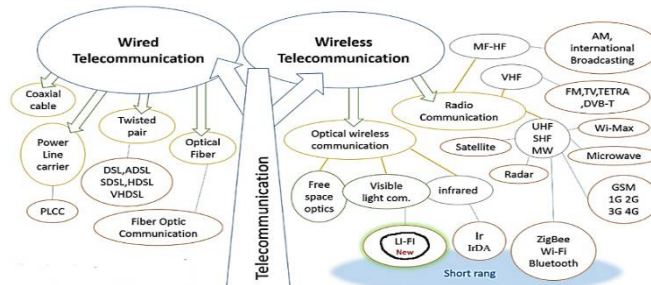 Wired
Telecommunication
Wireless
Telecommunication
Coaxial
cable
Power
Line
carrier
PLCC
Twisted
pair
DSL,ADSL
SDSL,HDSL
VHDSL
Optical
Fiber
Fiber Optic
Communication
Telecommunication
Optical wireless
communication
Free
space
optics
Visible
light com.
infrared
LI-FI
New
Ir
IrDA
Short rang
Radio
Communication
MF-HF
AM,
international
Broadcasting
VHF
FM,TV,TETRA
,DVB-T
UHF
SHF
MW
Satellite
Radar
Wi-Max
Microwave
GSM
1G 2G
3G 4G
ZigBee
Wi-Fi
Bluetooth